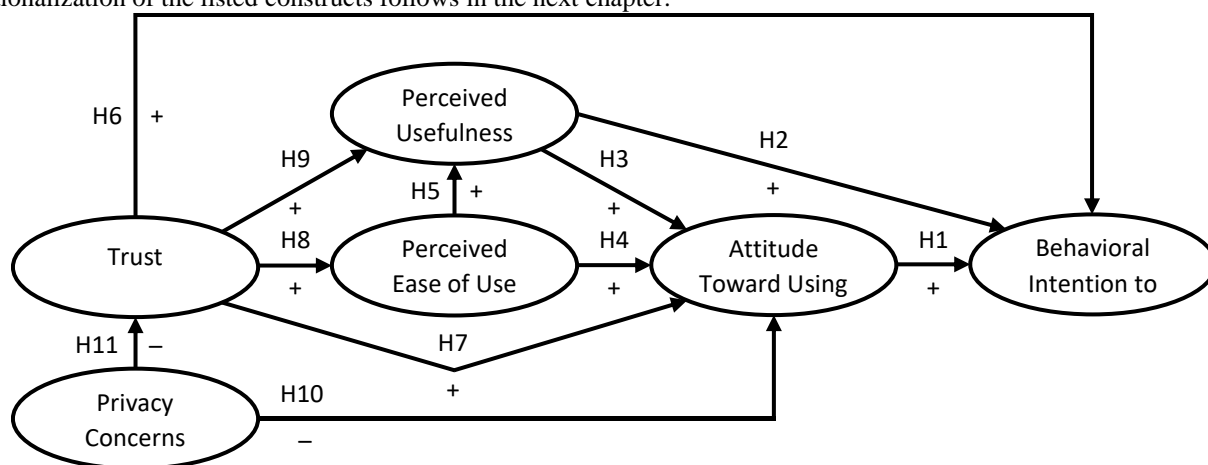 ionalization of the listed constructs follows in the next chapter.
Perceived
Usefulness
H6 +
H9
+
H5 +
H3
+
H2
+
Trust
H8
+
Perceived
Ease of Use
H4
+
Attitude
Toward Using
H1
+
Behavioral
Intention to
H11 –
H7
+
Privacy
Concerns
H10
–